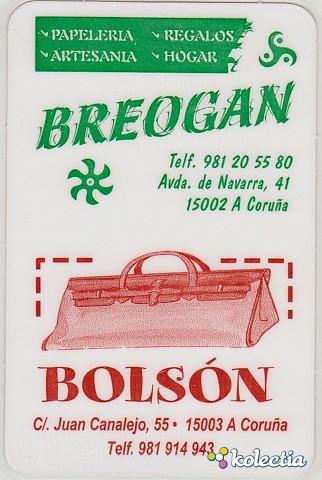 ✓ PAPELERIA ✓ REGALOS
✓ ARTESANIA ✓ HOGAR
BREOGAN
Telf. 981 20 55 80
Avda. de Navarra, 41
15002 A Coruña
BOLSÓN
C/. Juan Canalejo, 55 • 15003 A Coruña
Telf. 981 914 943
kolectia